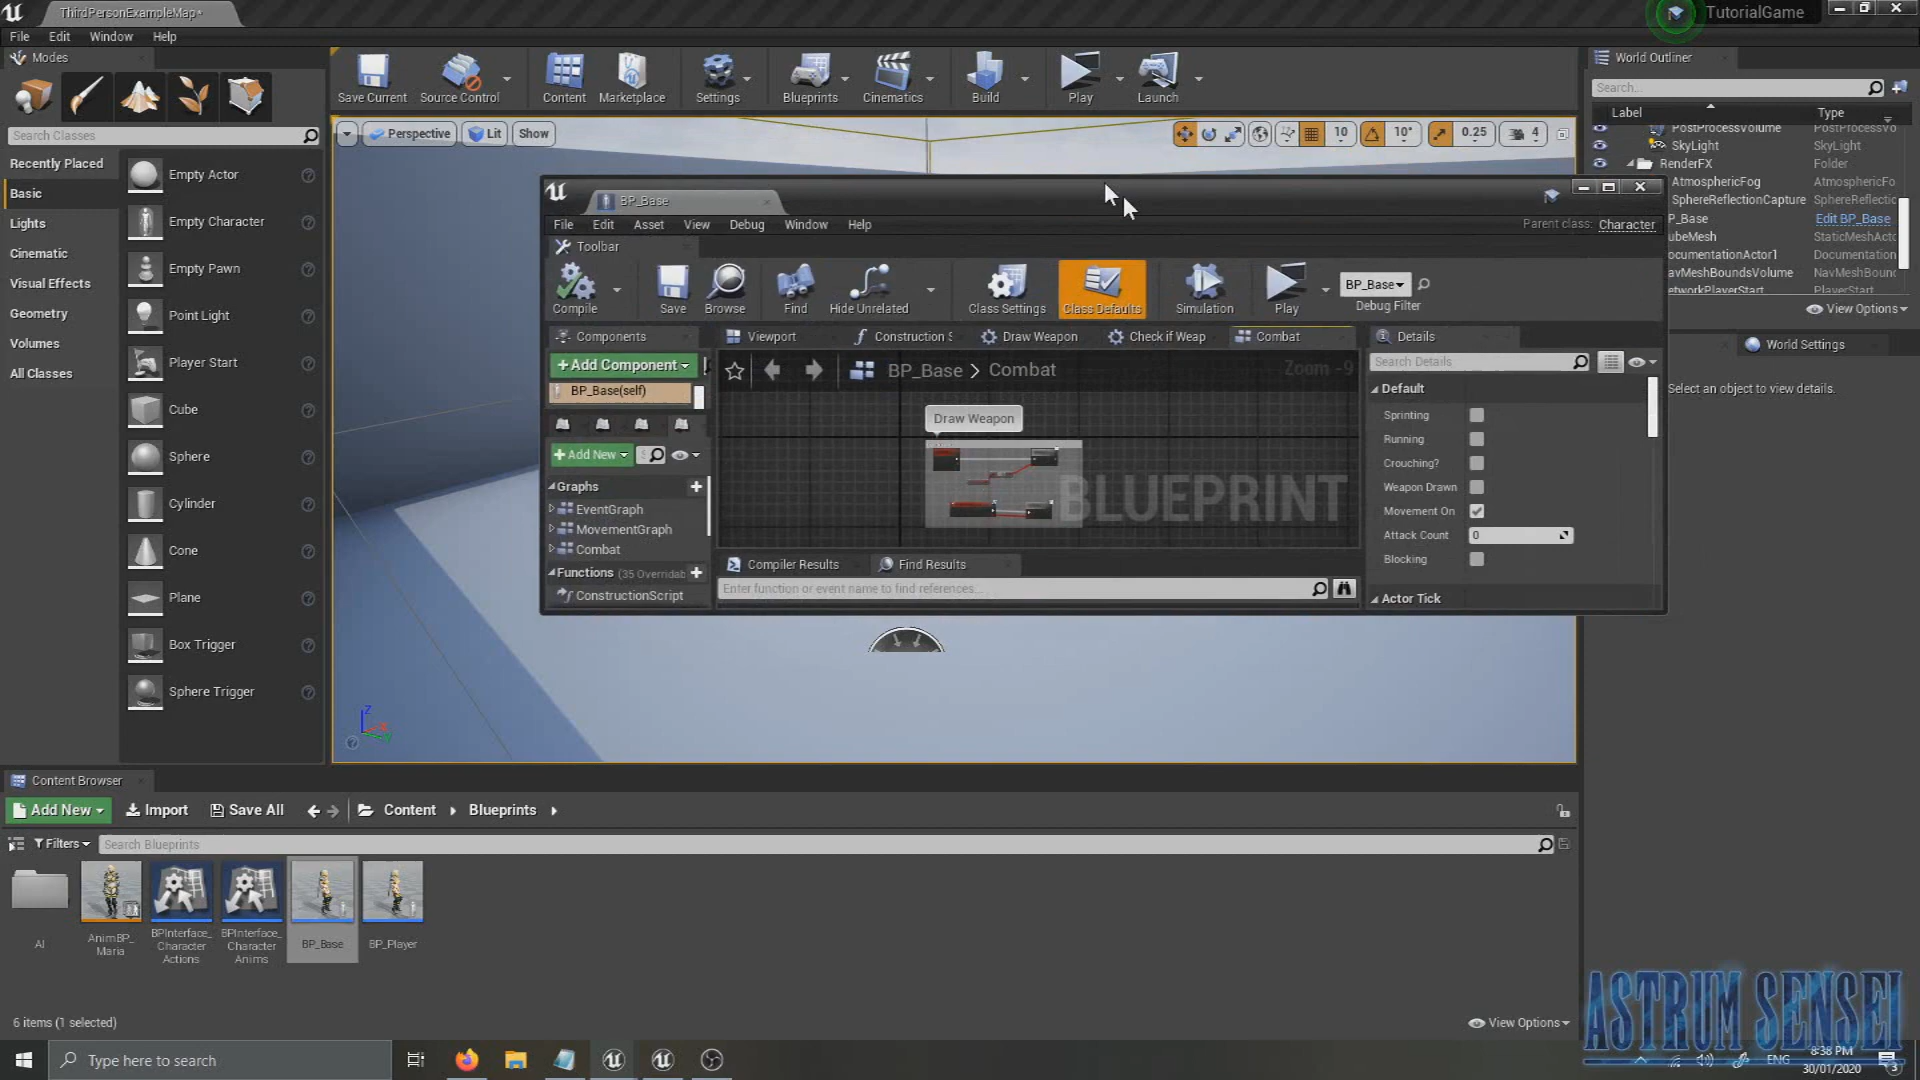 ThirdPersonExampleMap*
TutorialGame
File Edit Window Help
Modes
Search Classes
Recently Placed
Basic
Lights
Cinematic
Visual Effects
Geometry
Volumes
All Classes
Empty Actor
Empty Character
Empty Pawn
Point Light
Player Start
Cube
Sphere
Cylinder
Cone
Plane
Box Trigger
Sphere Trigger
Save Current Source Control Content Marketplace Settings Blueprints Cinematics Build Play Launch
Perspective Lit Show
10 10° 0.25 4
World Outliner
Search...
Label Type
PostProcessVolume PostProcessVo
SkyLight SkyLight
RenderFX Folder
AtmosphericFog AtmosphericFo
SphereReflectionCapture SphereReflectic
P_Base Edit BP_Base
ubeMesh StaticMeshActo
ocumentationActor1 Documentation
avMeshBoundsVolume NavMeshBound
etworkPlayerStart PlayerStart
View Options
World Settings
Select an object to view details.
BP_Base
File Edit Asset View Debug Window Help
Parent class: Character
Toolbar
Compile Save Browse Find Hide Unrelated Class Settings Class Defaults Simulation Play
BP_Base
Debug Filter
Components
+Add Component
BP_Base(self)
+Add New
Graphs
EventGraph
MovementGraph
Combat
Functions (35 Overridab
ConstructionScript
Viewport Construction S Draw Weapon Check if Weap Combat
BP_Base > Combat
Zoom -9
Draw Weapon
BLUEPRINT
Compiler Results Find Results
Enter function or event name to find references...
Details
Search Details
Default
Sprinting
Running
Crouching?
Weapon Drawn
Movement On
Attack Count 0
Blocking
Actor Tick
Z
Content Browser
Add New Import Save All Content Blueprints
Filters Search Blueprints
AI
AnimBP_
Maria
BPInterface_
Character
Actions
BPInterface_
Character
Anims
BP_Base
BP_Player
6 items (1 selected)
View Options
ASTRUM SENSEI
Type here to search
ENG
8:38 PM
30/01/2020
3